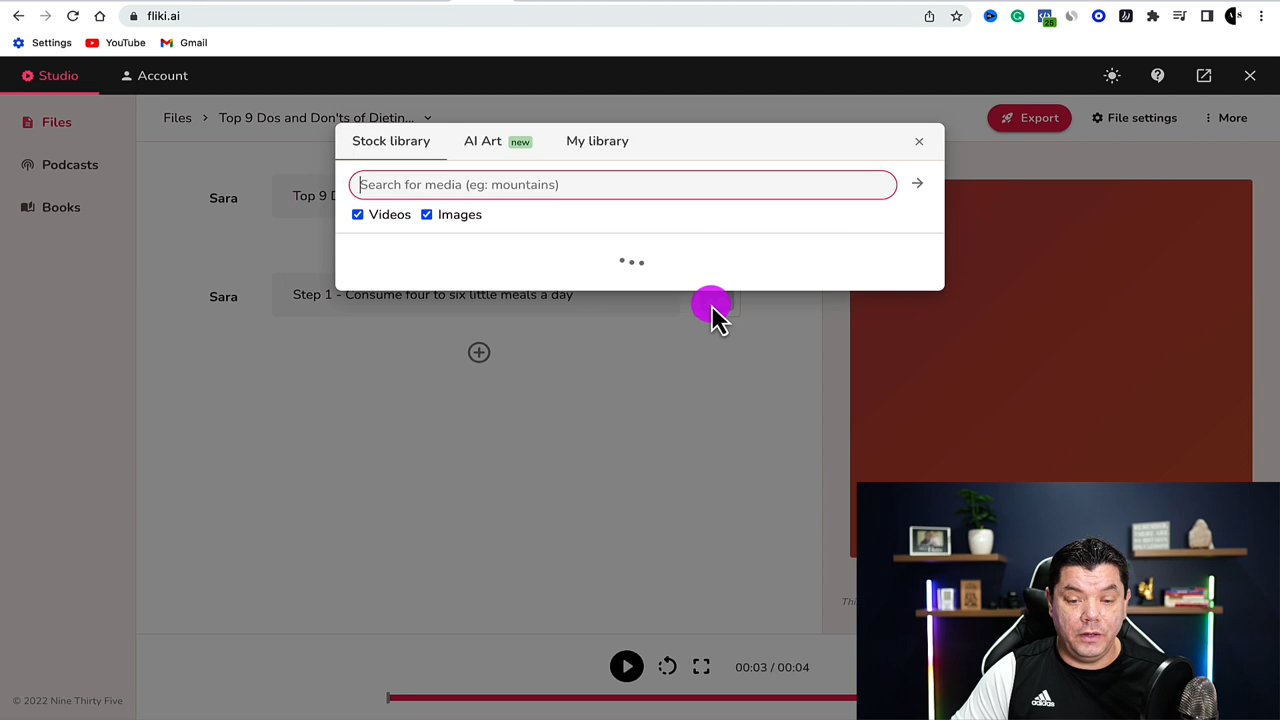 fliki.ai
25
Settings
YouTube
Gmail
Studio
Account
Files
Podcasts
Books
Files > Top 9 Dos and Don'ts of Dietin...
Export
File settings
More
Stock library
AI Art new
My library
Search for media (eg: mountains)
Videos
Images
Sara
Top 9 D
Sara
Step 1 - Consume four to six little meals a day
Thi
00:03 / 00:04
© 2022 Nine Thirty Five
adidas